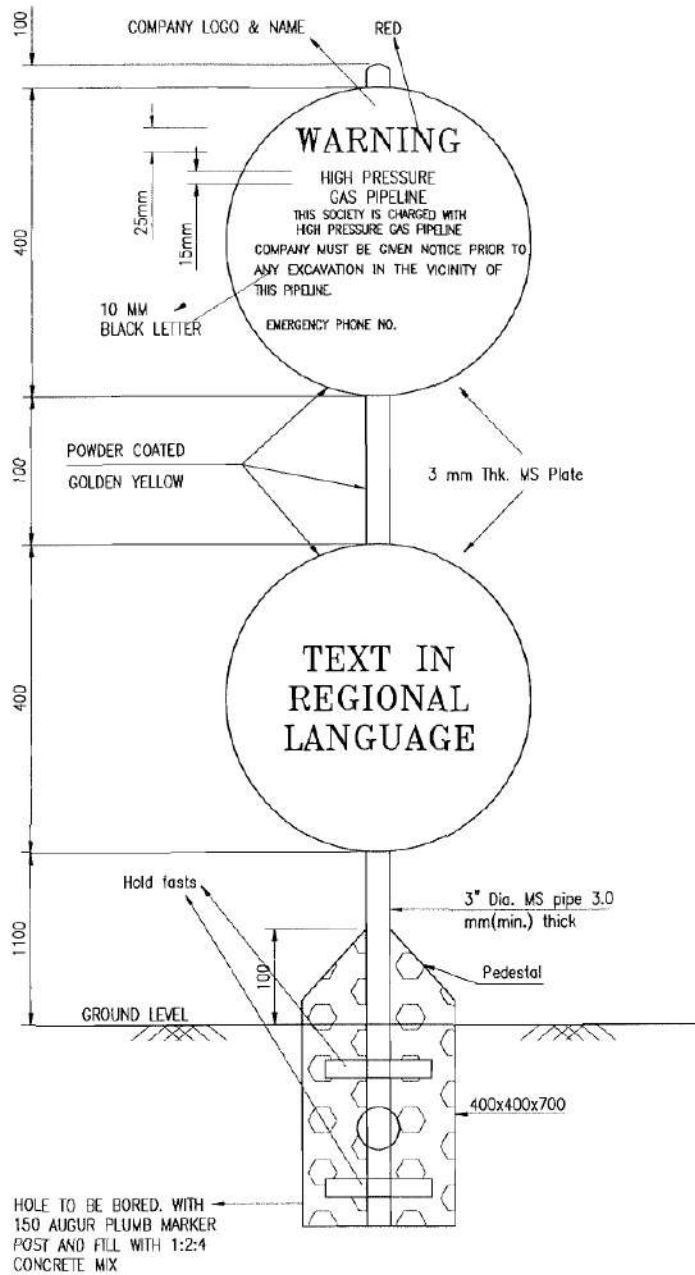 100
COMPANY LOGO & NAME
RED
WARNING
HIGH PRESSURE
GAS PIPELINE
THIS SOCIETY IS CHARGED WITH
HIGH PRESSURE GAS PIPELINE
COMPANY MUST BE GIVEN NOTICE PRIOR TO
ANY EXCAVATION IN THE VICINITY OF
THIS PIPELINE.
EMERGENCY PHONE NO.
25mm
15mm
400
10 MM
BLACK LETTER
100
POWDER COATED
GOLDEN YELLOW
3 mm Thk. MS Plate
400
TEXT IN
REGIONAL
LANGUAGE
1100
Hold fasts
3" Dia. MS pipe 3.0
mm(min.) thick
100
Pedestal
GROUND LEVEL
400x400x700
HOLE TO BE BORED. WITH
150 AUGUR PLUMB MARKER
POST AND FILL WITH 1:2:4
CONCRETE MIX